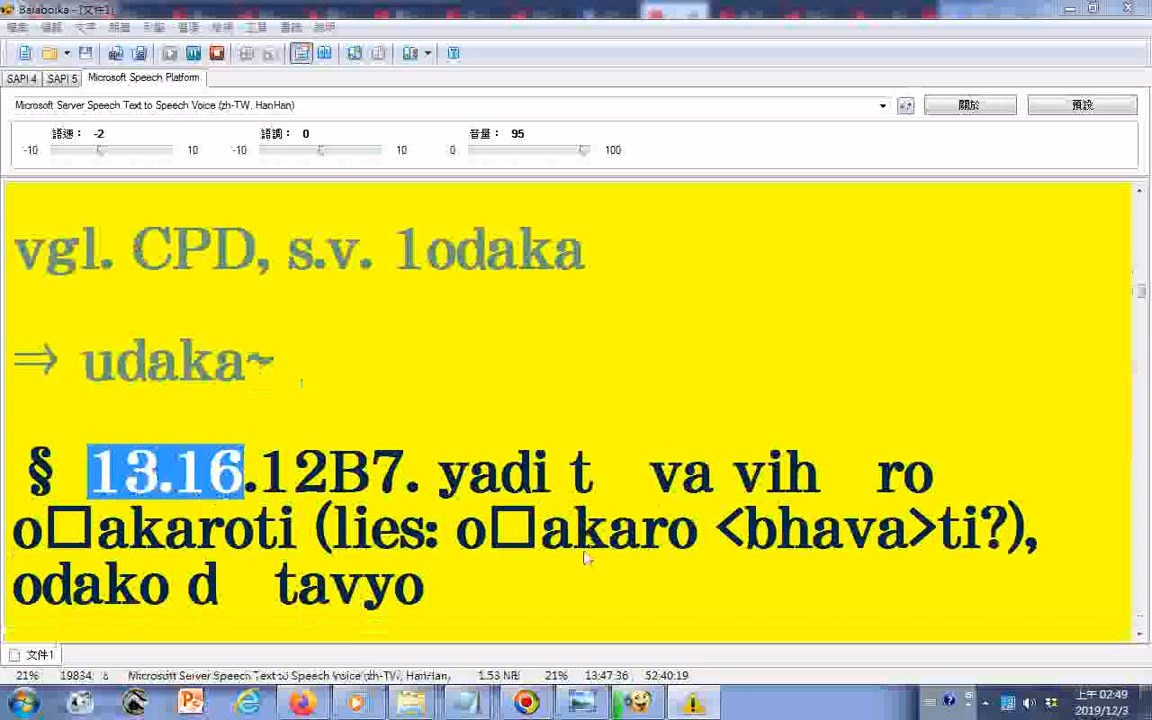 Balabolka - [文件1]
SAPI 4 SAPI 5 Microsoft Speech Platform
Microsoft Server Speech Text to Speech Voice (zh-TW, HanHan) 關於 預設
語速: -2 語調: 0 音量: 95
-10 10 -10 10 0 100
vgl. CPD, s.v. 1odaka
⇒ udaka~
§ 13.16.12B7. yadi t va vih ro
o□akaroti (lies: o□akaro <bhava>ti?),
odako d tavyo
文件1
21% Microsoft Server Speech Text to Speech Voice (zh-TW, HanHan) 21% 13:47:36 52:40:19
上午 02:49
2019/12/3